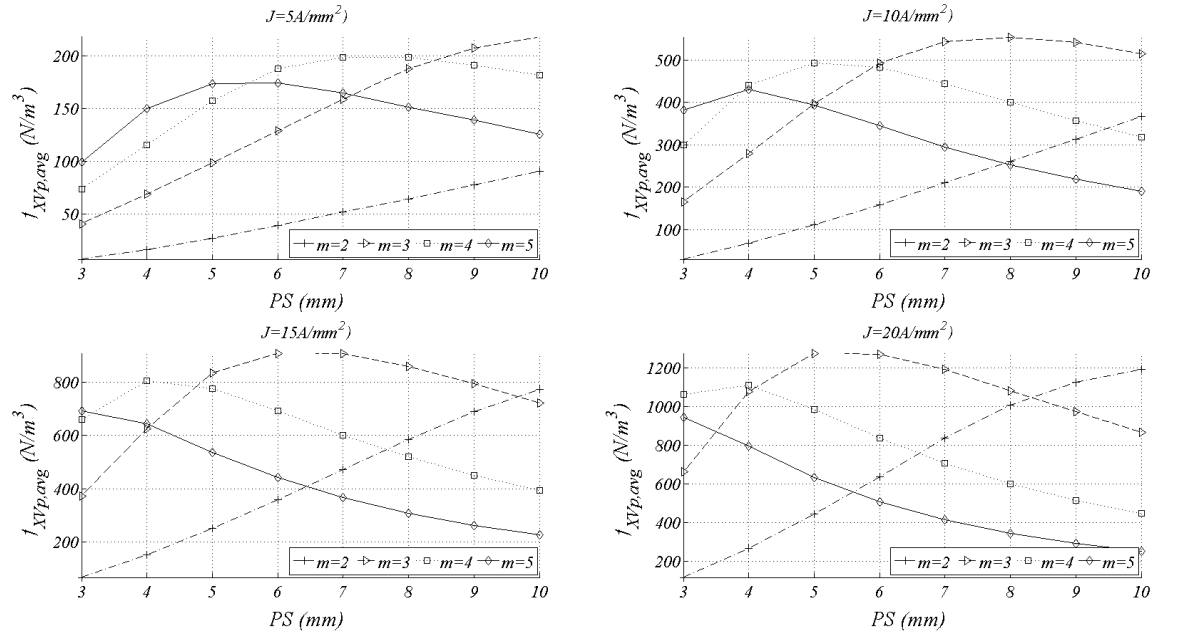 J=5A/mm2)
200
150
100
50
fXVp,avg (N/m3)
m=2 m=3 m=4 m=5
3 4 5 6 7 8 9 10
PS (mm)
J=10A/mm2)
500
400
300
200
100
fXVp,avg (N/m3)
m=2 m=3 m=4 m=5
3 4 5 6 7 8 9 10
PS (mm)
J=15A/mm2)
800
600
400
200
fXVp,avg (N/m3)
m=2 m=3 m=4 m=5
3 4 5 6 7 8 9 10
PS (mm)
J=20A/mm2)
1200
1000
800
600
400
200
fXVp,avg (N/m3)
m=2 m=3 m=4 m=5
3 4 5 6 7 8 9 10
PS (mm)